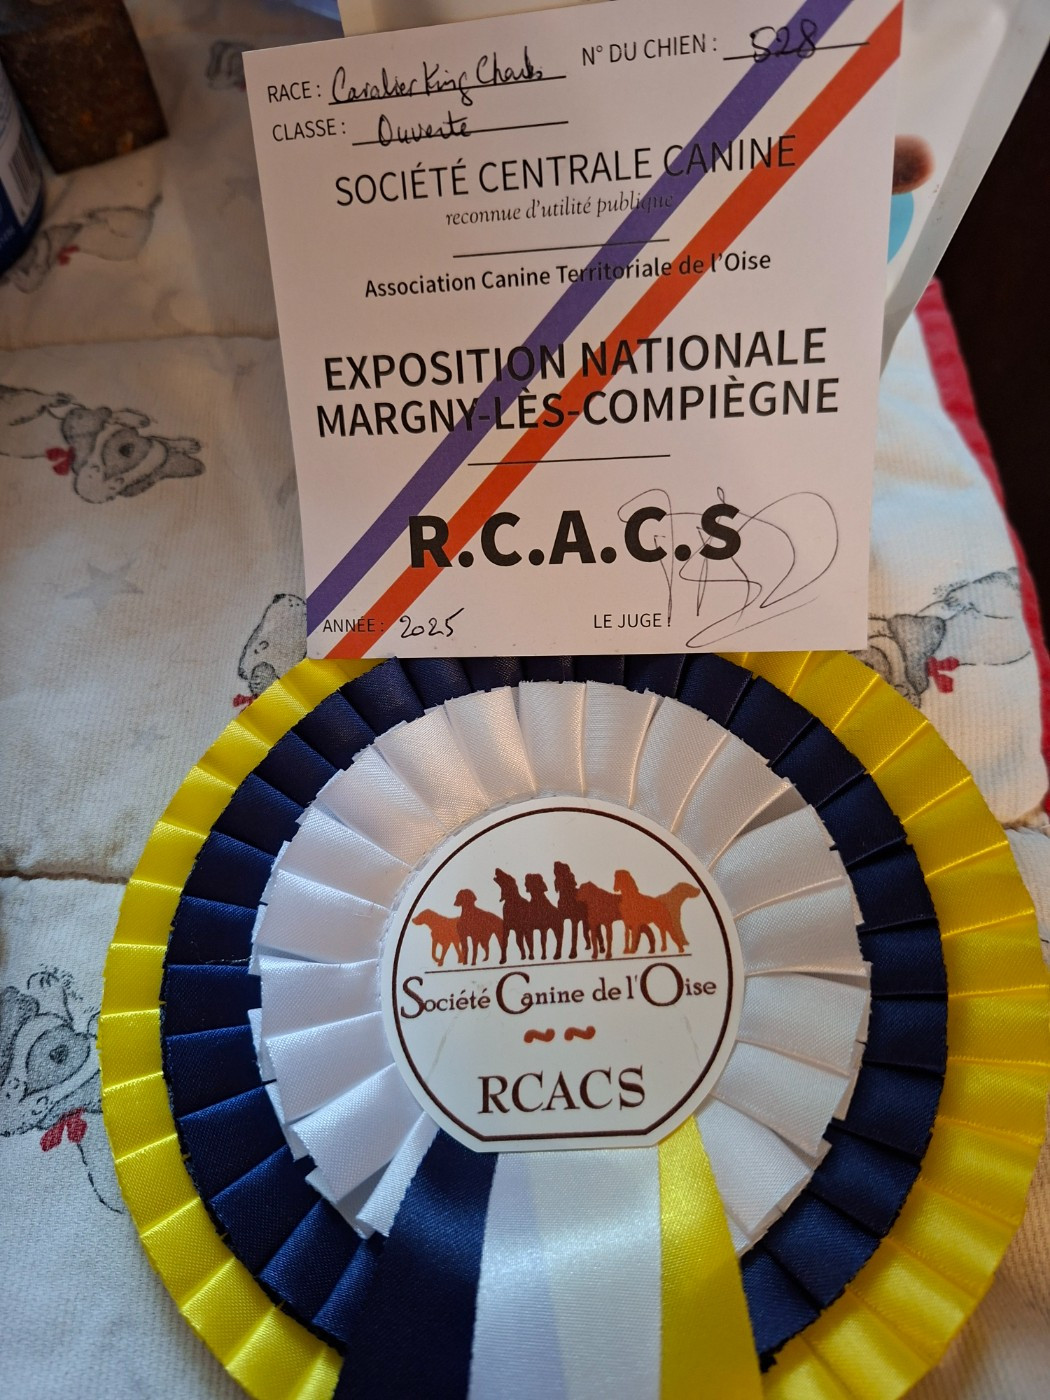 RACE : Cavalier King Charles N° DU CHIEN : 528
CLASSE : Ouverte
SOCIÉTÉ CENTRALE CANINE
reconnue d'utilité publique
Association Canine Territoriale de l'Oise
EXPOSITION NATIONALE
MARGNY-LÈS-COMPIÈGNE
R.C.A.C.S
ANNÉE : 2025 LE JUGE :
Société Canine de l'Oise
RCACS